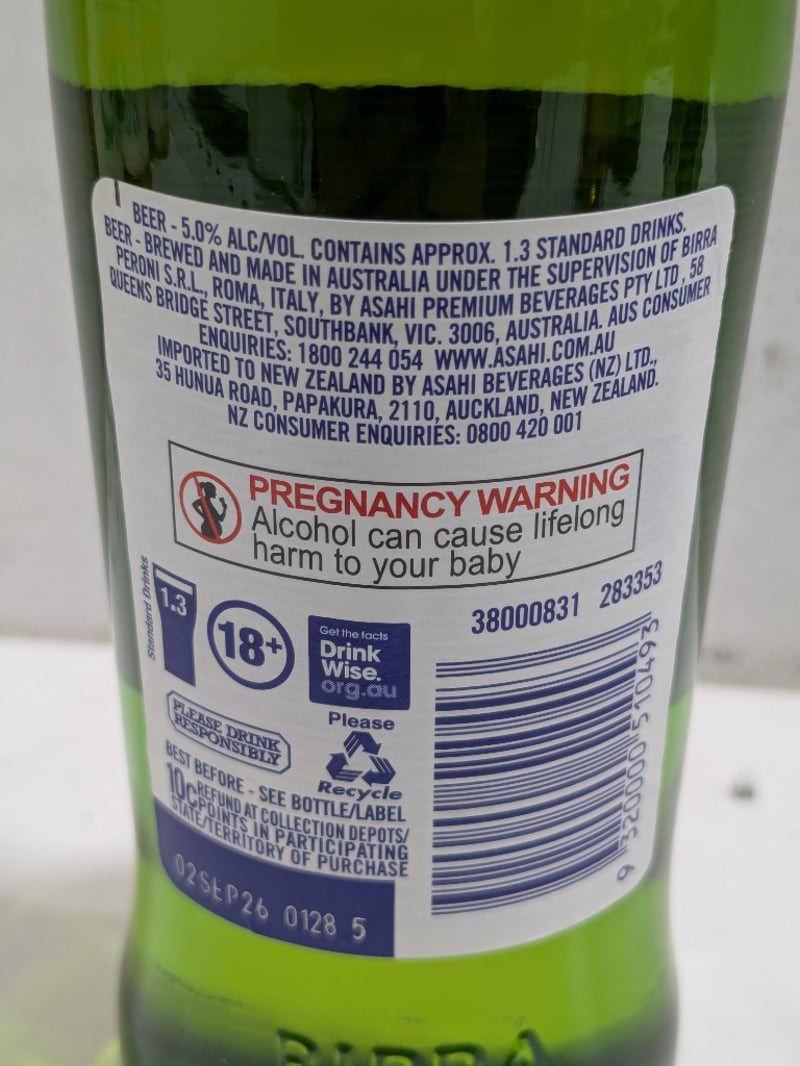 BEER - 5.0% ALC/VOL. CONTAINS APPROX. 1.3 STANDARD DRINKS.
BEER - BREWED AND MADE IN AUSTRALIA UNDER THE SUPERVISION OF BIRRA
PERONI S.R.L., ROMA, ITALY, BY ASAHI PREMIUM BEVERAGES PTY LTD, 58
QUEENS BRIDGE STREET, SOUTHBANK, VIC. 3006, AUSTRALIA. AUS CONSUMER
ENQUIRIES: 1800 244 054 WWW.ASAHI.COM.AU
IMPORTED TO NEW ZEALAND BY ASAHI BEVERAGES (NZ) LTD.,
35 HUNUA ROAD, PAPAKURA, 2110, AUCKLAND, NEW ZEALAND.
NZ CONSUMER ENQUIRIES: 0800 420 001
PREGNANCY WARNING
Alcohol can cause lifelong
harm to your baby
Standard Drinks
1.3
18+
Get the facts
Drink
Wise.
org.au
38000831 283353
9 320000 510493
PLEASE DRINK
RESPONSIBLY
Please
Recycle
BEST BEFORE - SEE BOTTLE/LABEL
10c REFUND AT COLLECTION DEPOTS/
POINTS IN PARTICIPATING
STATE/TERRITORY OF PURCHASE
02SEP26 0128 5
BIRRA